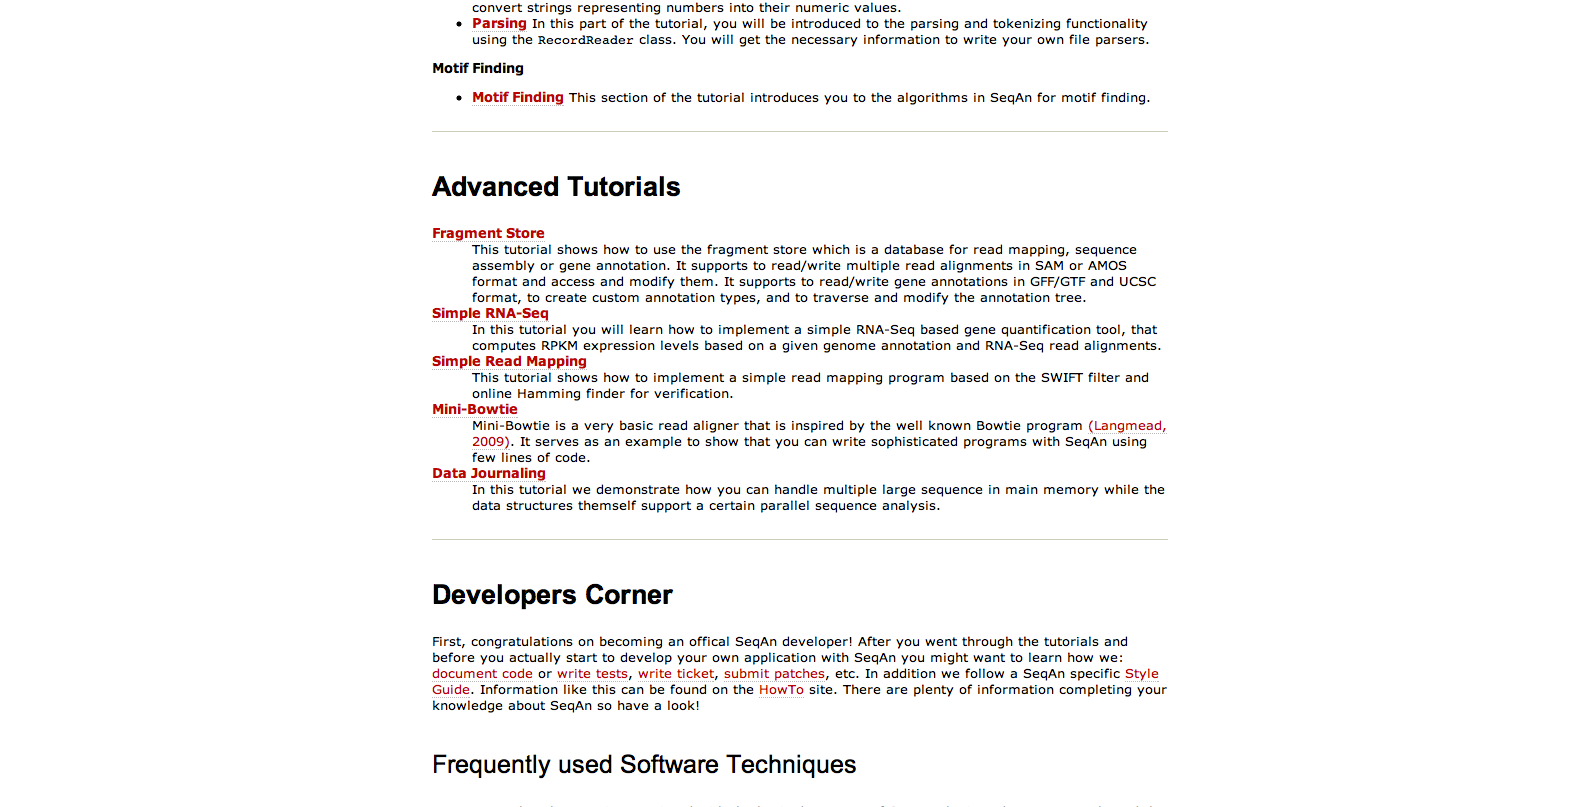 convert strings representing numbers into their numeric values.
• Parsing In this part of the tutorial, you will be introduced to the parsing and tokenizing functionality
using the RecordReader class. You will get the necessary information to write your own file parsers.
Motif Finding
• Motif Finding This section of the tutorial introduces you to the algorithms in SeqAn for motif finding.
Advanced Tutorials
Fragment Store
This tutorial shows how to use the fragment store which is a database for read mapping, sequence
assembly or gene annotation. It supports to read/write multiple read alignments in SAM or AMOS
format and access and modify them. It supports to read/write gene annotations in GFF/GTF and UCSC
format, to create custom annotation types, and to traverse and modify the annotation tree.
Simple RNA-Seq
In this tutorial you will learn how to implement a simple RNA-Seq based gene quantification tool, that
computes RPKM expression levels based on a given genome annotation and RNA-Seq read alignments.
Simple Read Mapping
This tutorial shows how to implement a simple read mapping program based on the SWIFT filter and
online Hamming finder for verification.
Mini-Bowtie
Mini-Bowtie is a very basic read aligner that is inspired by the well known Bowtie program (Langmead,
2009). It serves as an example to show that you can write sophisticated programs with SeqAn using
few lines of code.
Data Journaling
In this tutorial we demonstrate how you can handle multiple large sequence in main memory while the
data structures themself support a certain parallel sequence analysis.
Developers Corner
First, congratulations on becoming an offical SeqAn developer! After you went through the tutorials and
before you actually start to develop your own application with SeqAn you might want to learn how we:
document code or write tests, write ticket, submit patches, etc. In addition we follow a SeqAn specific Style
Guide. Information like this can be found on the HowTo site. There are plenty of information completing your
knowledge about SeqAn so have a look!
Frequently used Software Techniques